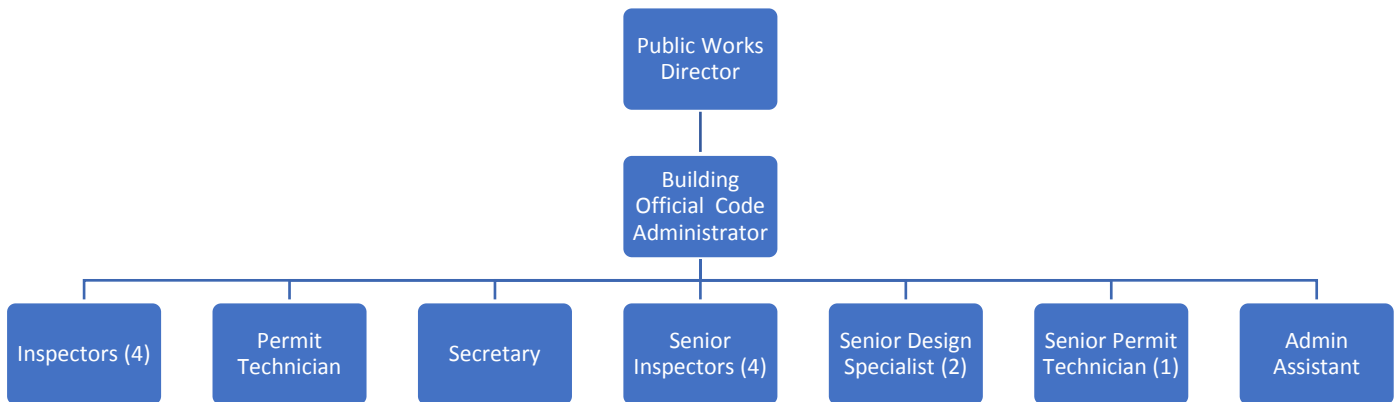 Public Works
Director
Building
Official Code
Administrator
Inspectors (4)
Permit
Technician
Secretary
Senior
Inspectors (4)
Senior Design
Specialist (2)
Senior Permit
Technician (1)
Admin
Assistant